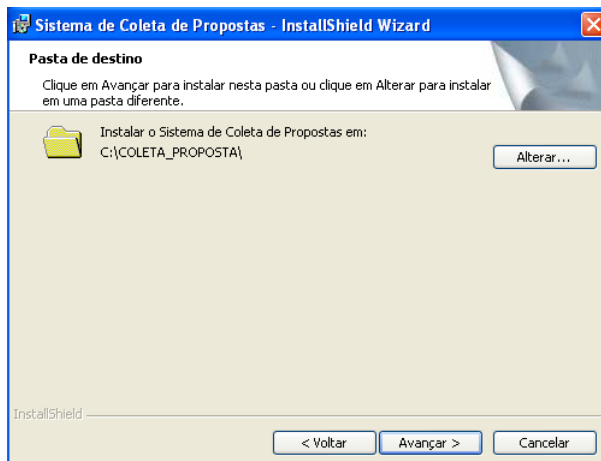 Sistema de Coleta de Propostas - InstallShield Wizard
Pasta de destino
Clique em Avançar para instalar nesta pasta ou clique em Alterar para instalar
em uma pasta diferente.
Instalar o Sistema de Coleta de Propostas em:
C:\COLETA_PROPOSTA\
Alterar...
InstallShield
< Voltar
Avançar >
Cancelar